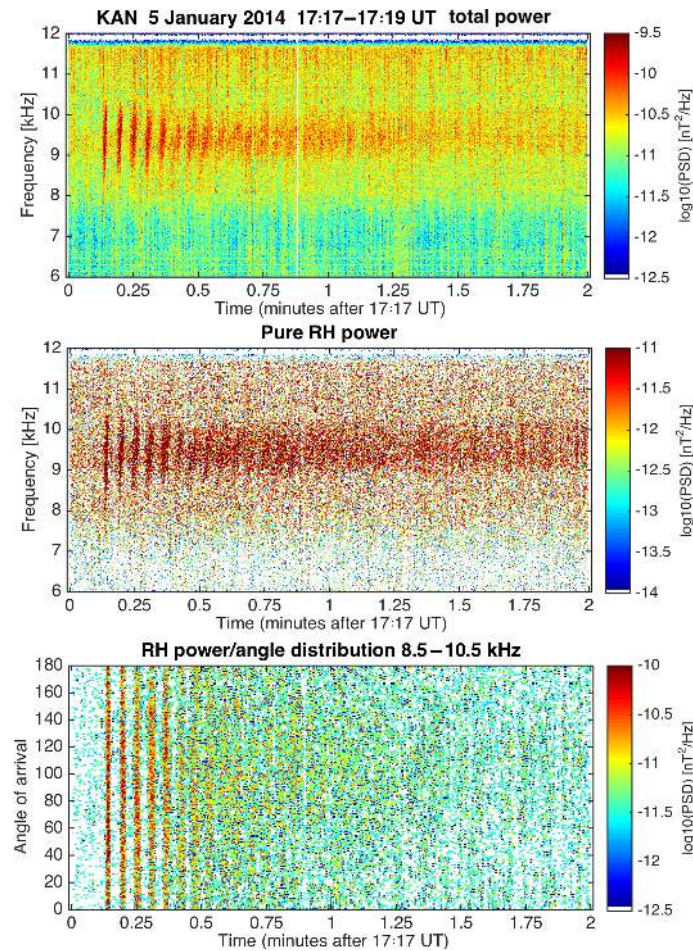 KAN 5 January 2014 17:17–17:19 UT total power
12
11
10
9
8
7
6
Frequency [kHz]
0 0.25 0.5 0.75 1 1.25 1.5 1.75 2
Time (minutes after 17:17 UT)
-9.5
-10
-10.5
-11
-11.5
-12
-12.5
log10(PSD) [nT²/Hz]
Pure RH power
12
11
10
9
8
7
6
Frequency [kHz]
0 0.25 0.5 0.75 1 1.25 1.5 1.75 2
Time (minutes after 17:17 UT)
-11
-11.5
-12
-12.5
-13
-13.5
-14
log10(PSD) [nT²/Hz]
RH power/angle distribution 8.5–10.5 kHz
180
160
140
120
100
80
60
40
20
0
Angle of arrival
0 0.25 0.5 0.75 1 1.25 1.5 1.75 2
Time (minutes after 17:17 UT)
-10
-10.5
-11
-11.5
-12
-12.5
log10(PSD) [nT²/Hz]